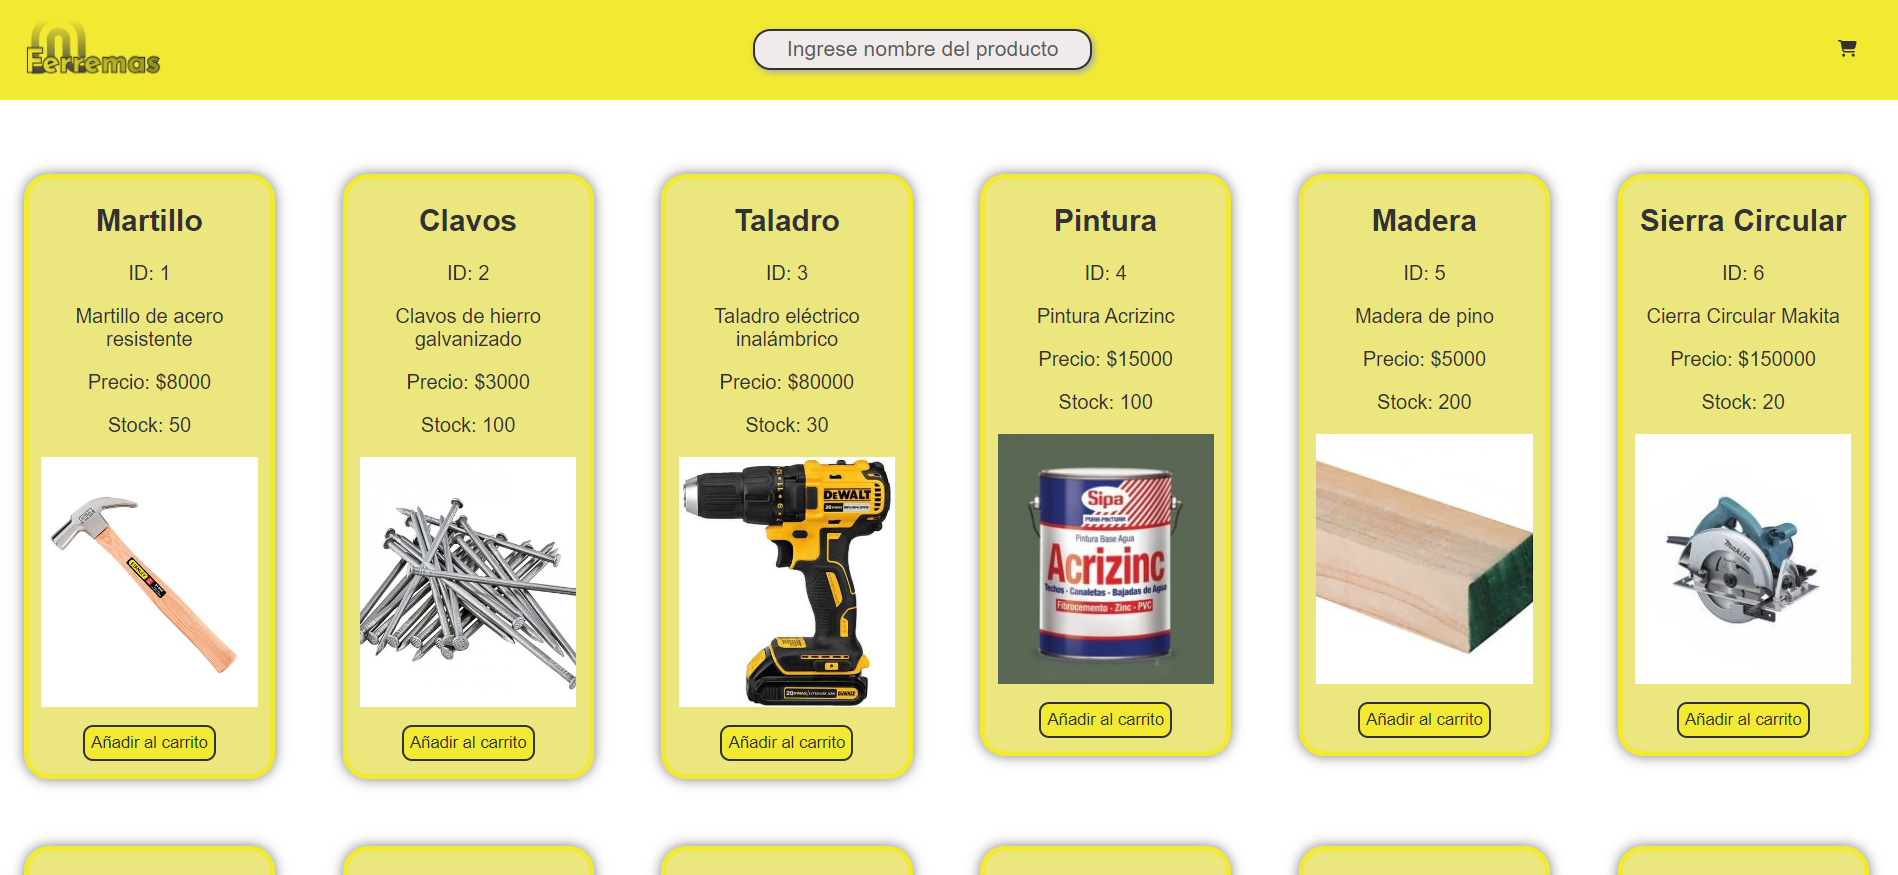 Ferremas
Ingrese nombre del producto
Martillo
ID: 1
Martillo de acero
resistente
Precio: $8000
Stock: 50
STANLEY
Añadir al carrito
Clavos
ID: 2
Clavos de hierro
galvanizado
Precio: $3000
Stock: 100
Añadir al carrito
Taladro
ID: 3
Taladro eléctrico
inalámbrico
Precio: $80000
Stock: 30
DEWALT
BRUSHLESS
Añadir al carrito
Pintura
ID: 4
Pintura Acrizinc
Precio: $15000
Stock: 100
Sipa
PURA PINTURA
Pintura Base Agua
Acrizinc
Techos - Canaletas - Bajadas de Agua
Fibrocemento - Zinc - PVC
Añadir al carrito
Madera
ID: 5
Madera de pino
Precio: $5000
Stock: 200
Añadir al carrito
Sierra Circular
ID: 6
Cierra Circular Makita
Precio: $150000
Stock: 20
makita
Añadir al carrito